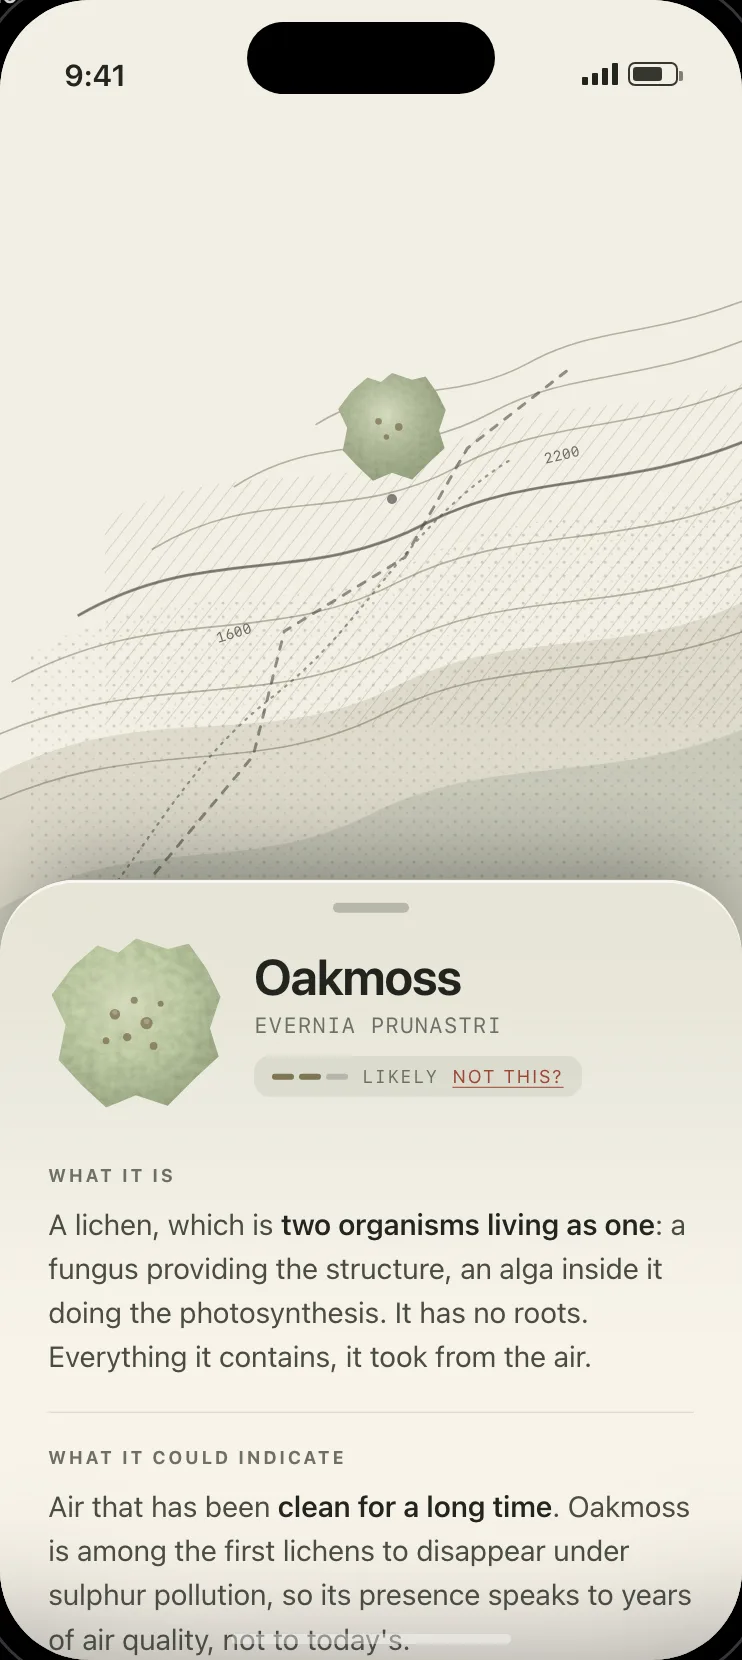 9:41
2200
1600
Oakmoss
EVERNIA PRUNASTRI
LIKELY NOT THIS?
WHAT IT IS
A lichen, which is two organisms living as one: a
fungus providing the structure, an alga inside it
doing the photosynthesis. It has no roots.
Everything it contains, it took from the air.
WHAT IT COULD INDICATE
Air that has been clean for a long time. Oakmoss
is among the first lichens to disappear under
sulphur pollution, so its presence speaks to years
of air quality, not to today's.